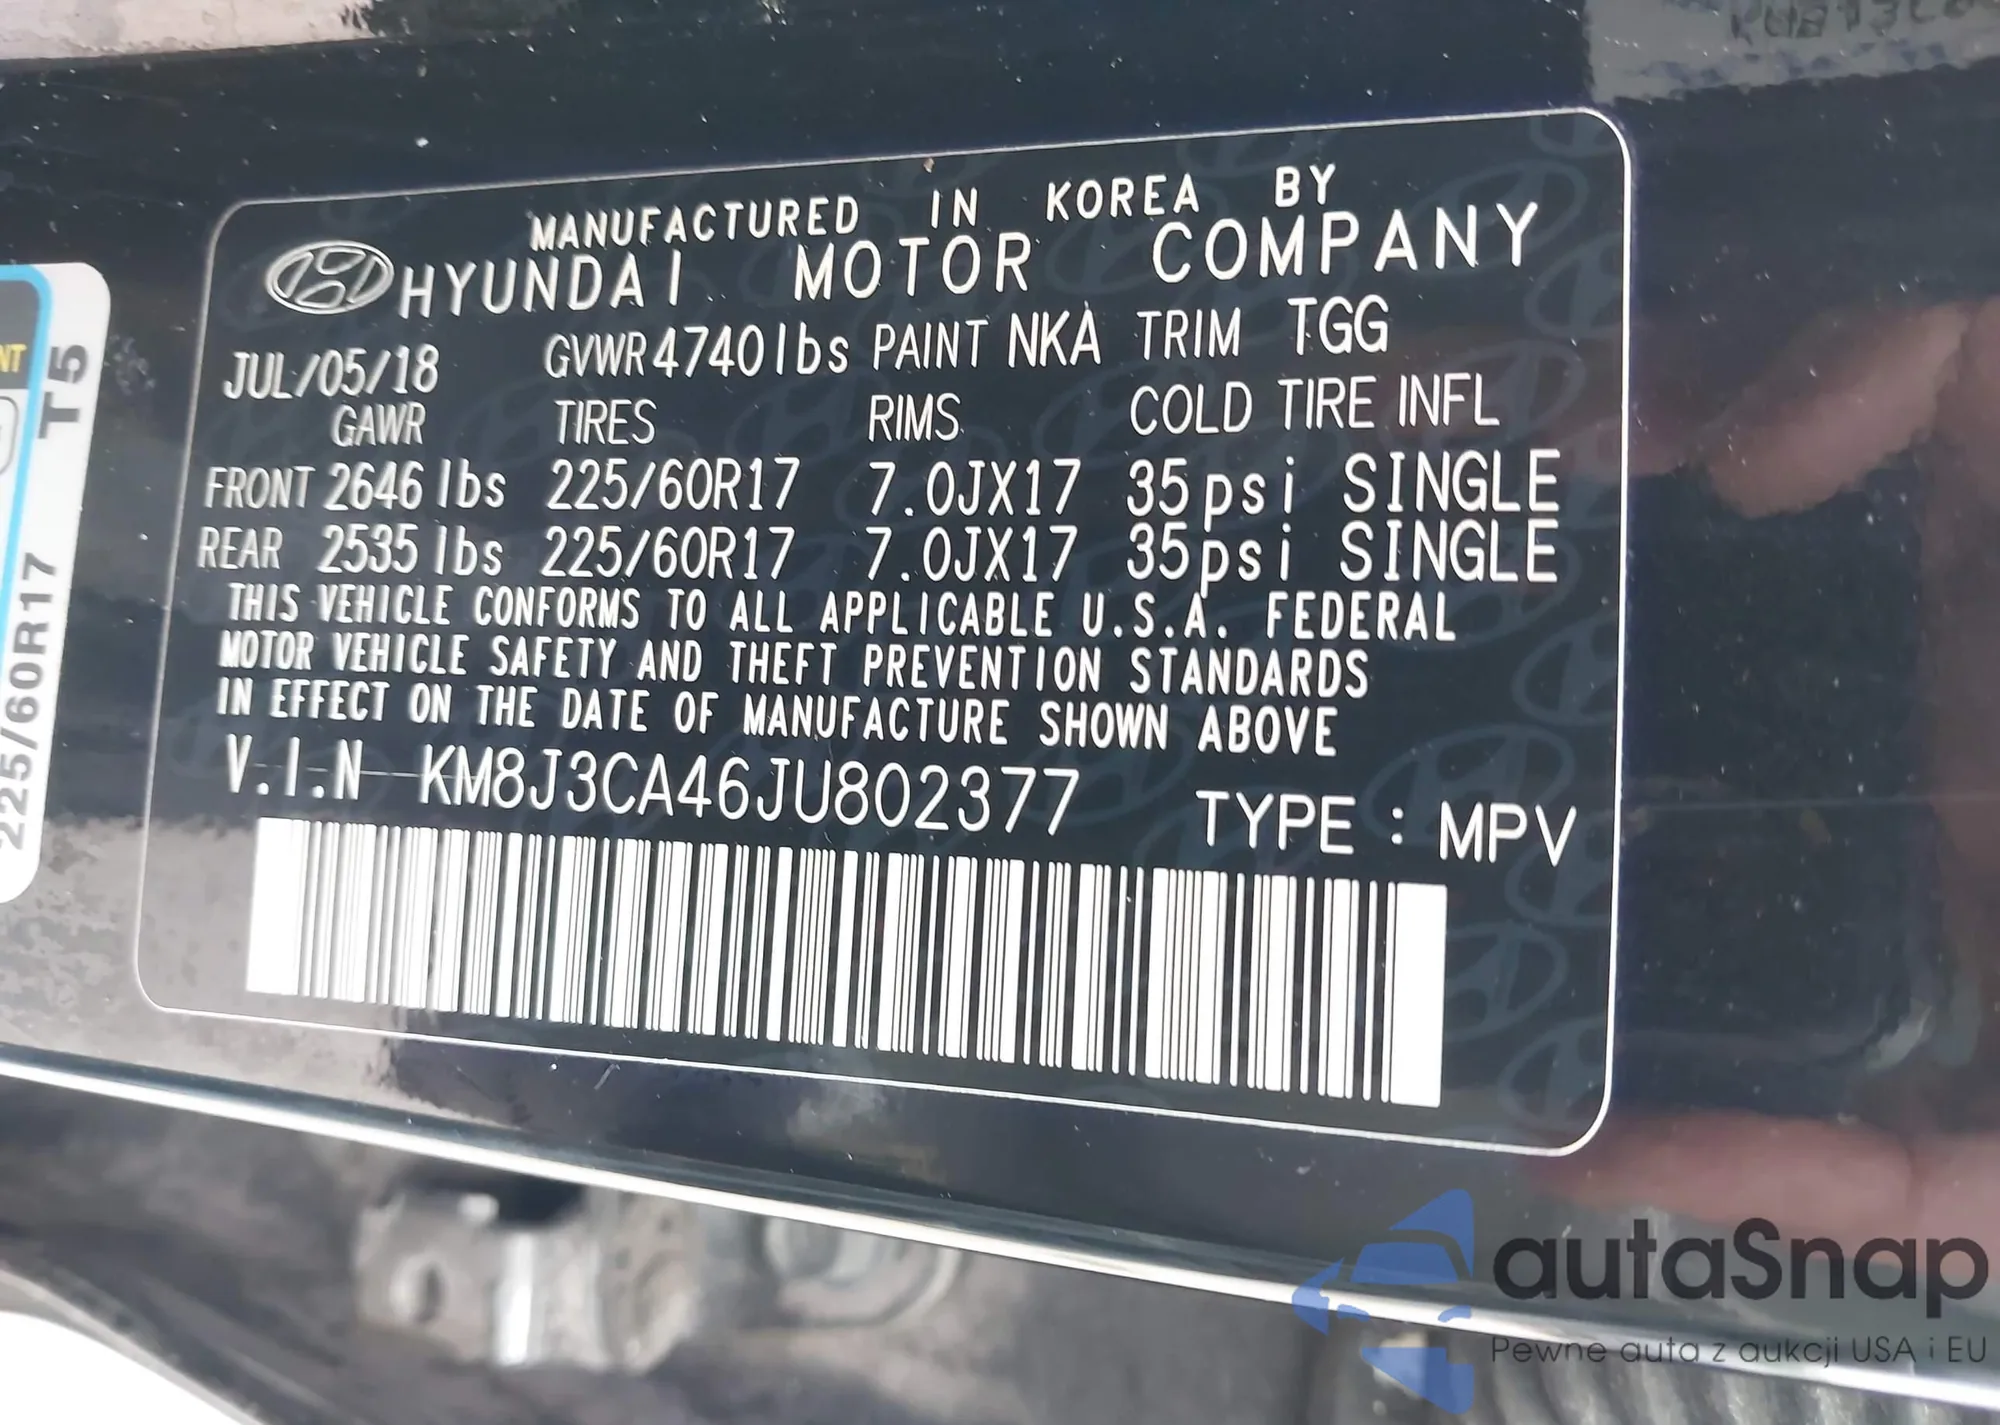 MANUFACTURED IN KOREA BY
HYUNDAI MOTOR COMPANY
JUL/05/18 GVWR 4740lbs PAINT NKA TRIM TGG
GAWR TIRES RIMS COLD TIRE INFL
FRONT 2646 lbs 225/60R17 7.0JX17 35psi SINGLE
REAR 2535 lbs 225/60R17 7.0JX17 35psi SINGLE
THIS VEHICLE CONFORMS TO ALL APPLICABLE U.S.A. FEDERAL
MOTOR VEHICLE SAFETY AND THEFT PREVENTION STANDARDS
IN EFFECT ON THE DATE OF MANUFACTURE SHOWN ABOVE
V.I.N KM8J3CA46JU802377 TYPE : MPV
225/60R17 T5
autaSnap
Pewne auta z aukcji USA i EU